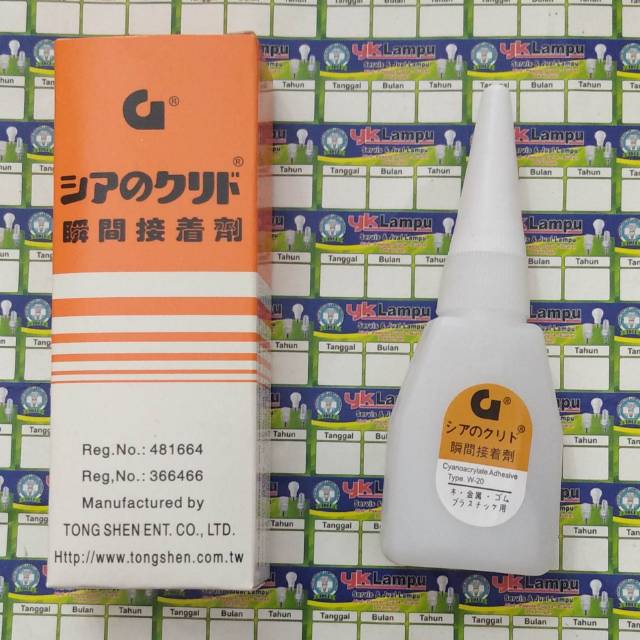 G®
シアのクリド®
瞬間接着劑
Reg.No.: 481664
Reg,No.: 366466
Manufactured by
TONG SHEN ENT. CO., LTD.
Http://www.tongshen.com.tw
G®
シアのクリド®
瞬間接着劑
Cyanoacrylate Adhesive
Type. W-20
木・金属・ゴム
プラスチック用
YK Lampu
Servis & Jual Lampu
Tanggal Bulan Tahun